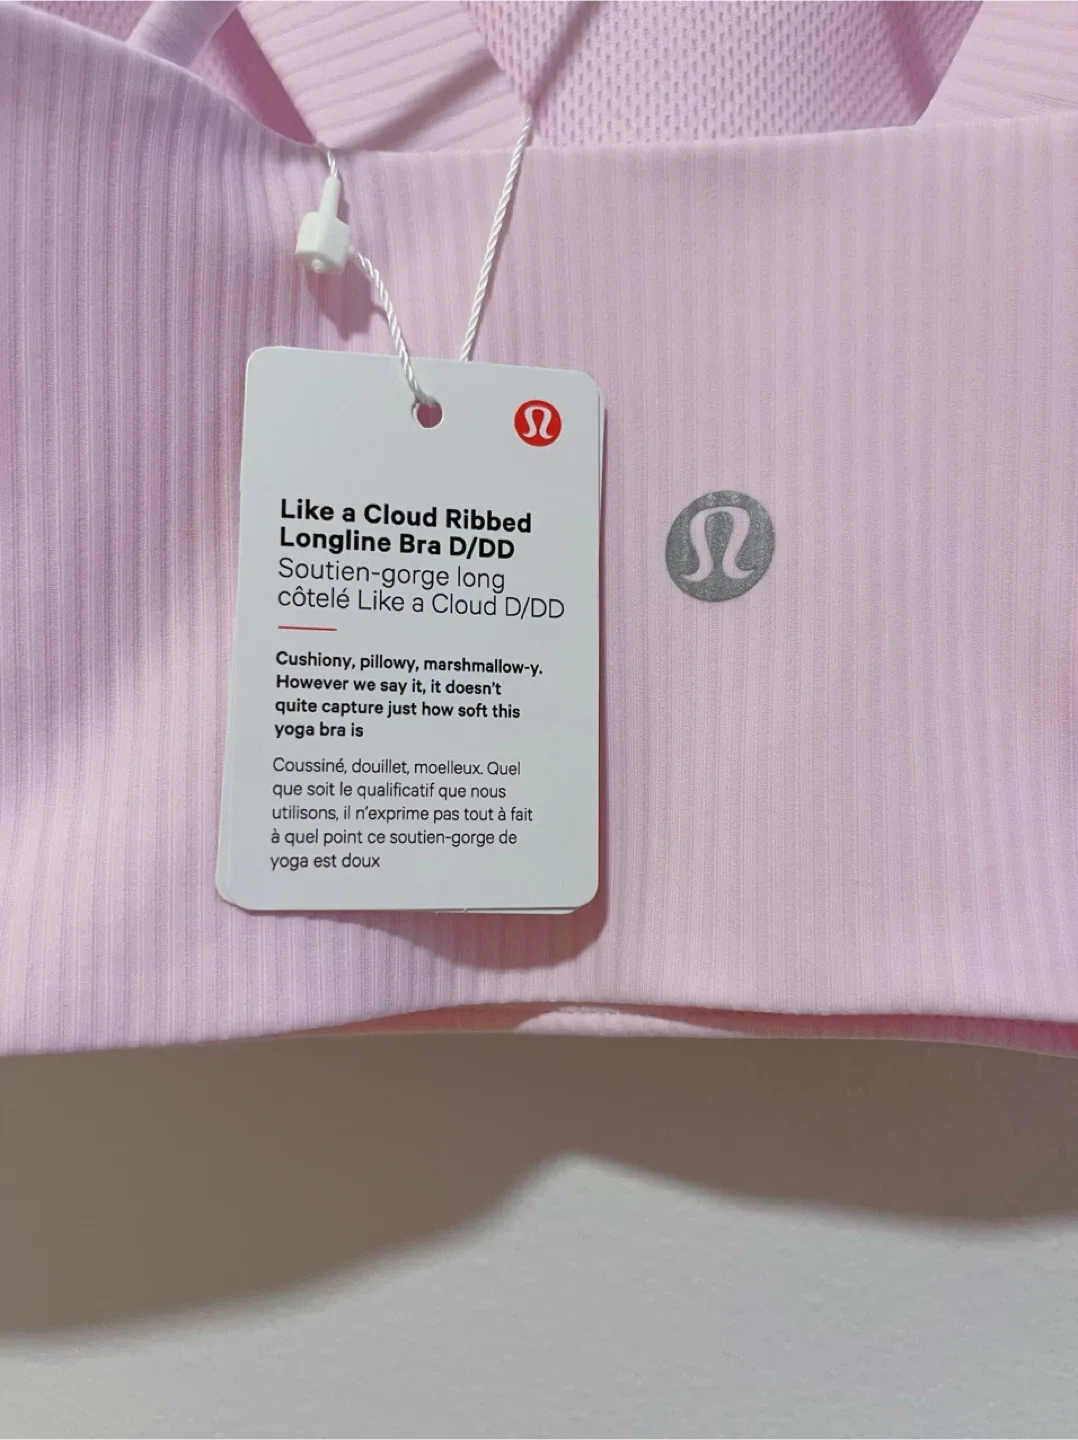 Like a Cloud Ribbed
Longline Bra D/DD
Soutien-gorge long
côtelé Like a Cloud D/DD
Cushiony, pillowy, marshmallow-y.
However we say it, it doesn't
quite capture just how soft this
yoga bra is
Coussiné, douillet, moelleux. Quel
que soit le qualificatif que nous
utilisons, il n'exprime pas tout à fait
à quel point ce soutien-gorge de
yoga est doux